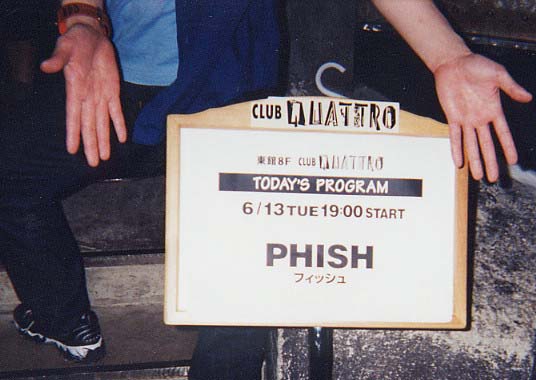 CLUB QUATTRO
東館8F CLUB QUATTRO
TODAY'S PROGRAM
6/13 TUE 19:00 START
PHISH
フィッシュ